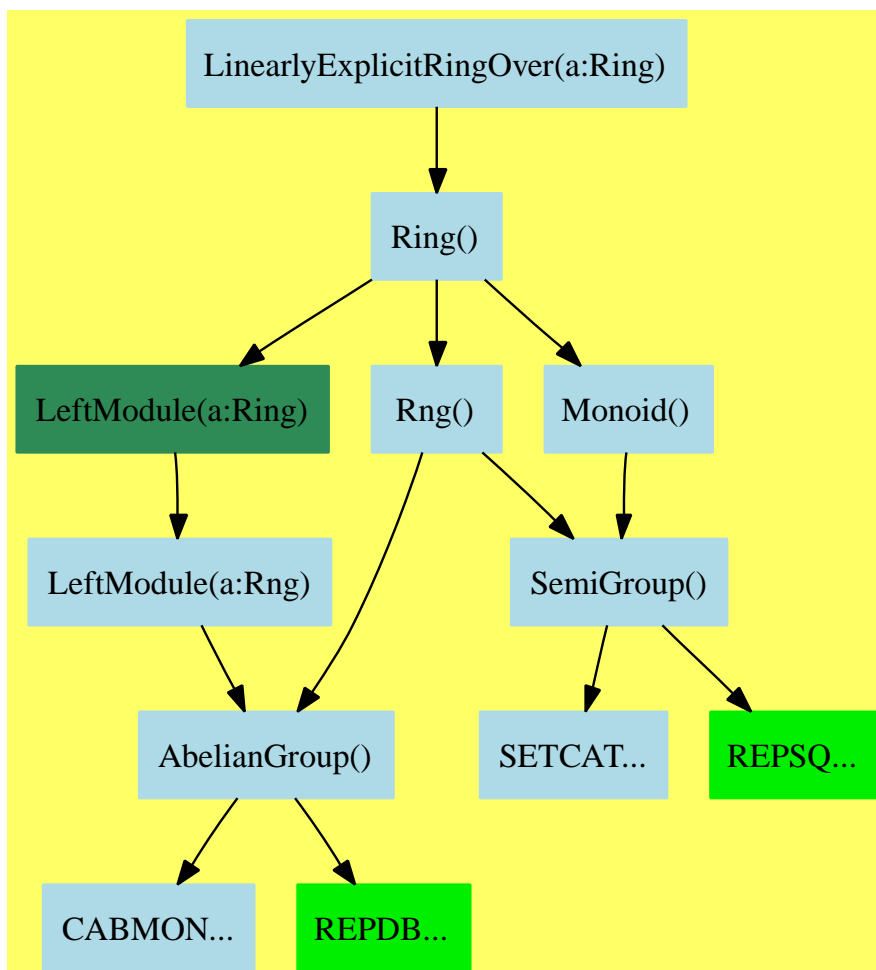 LinearlyExplicitRingOver(a:Ring)
Ring()
LeftModule(a:Ring)
Rng()
Monoid()
LeftModule(a:Rng)
SemiGroup()
AbelianGroup()
SETCAT...
REPSQ...
CABMON...
REPDB...